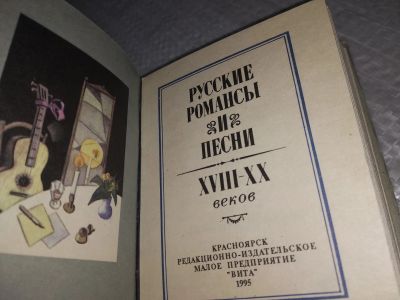 РУССКИЕ
РОМАНСЫ
И
ПЕСНИ
XVIII-XX
веков
КРАСНОЯРСК
РЕДАКЦИОННО-ИЗДАТЕЛЬСКОЕ
МАЛОЕ ПРЕДПРИЯТИЕ
"ВИТА"
1995